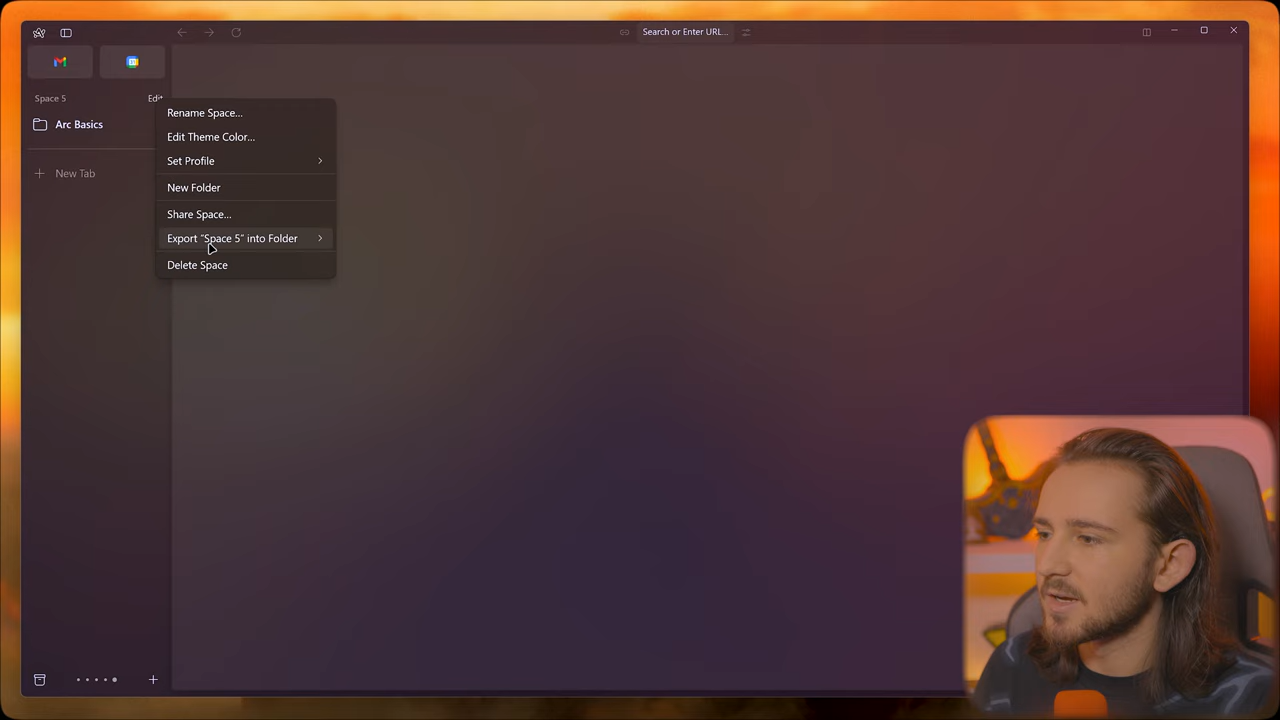 Search or Enter URL...
Space 5
Edit
Arc Basics
New Tab
Rename Space...
Edit Theme Color...
Set Profile
New Folder
Share Space...
Export “Space 5” into Folder
Delete Space